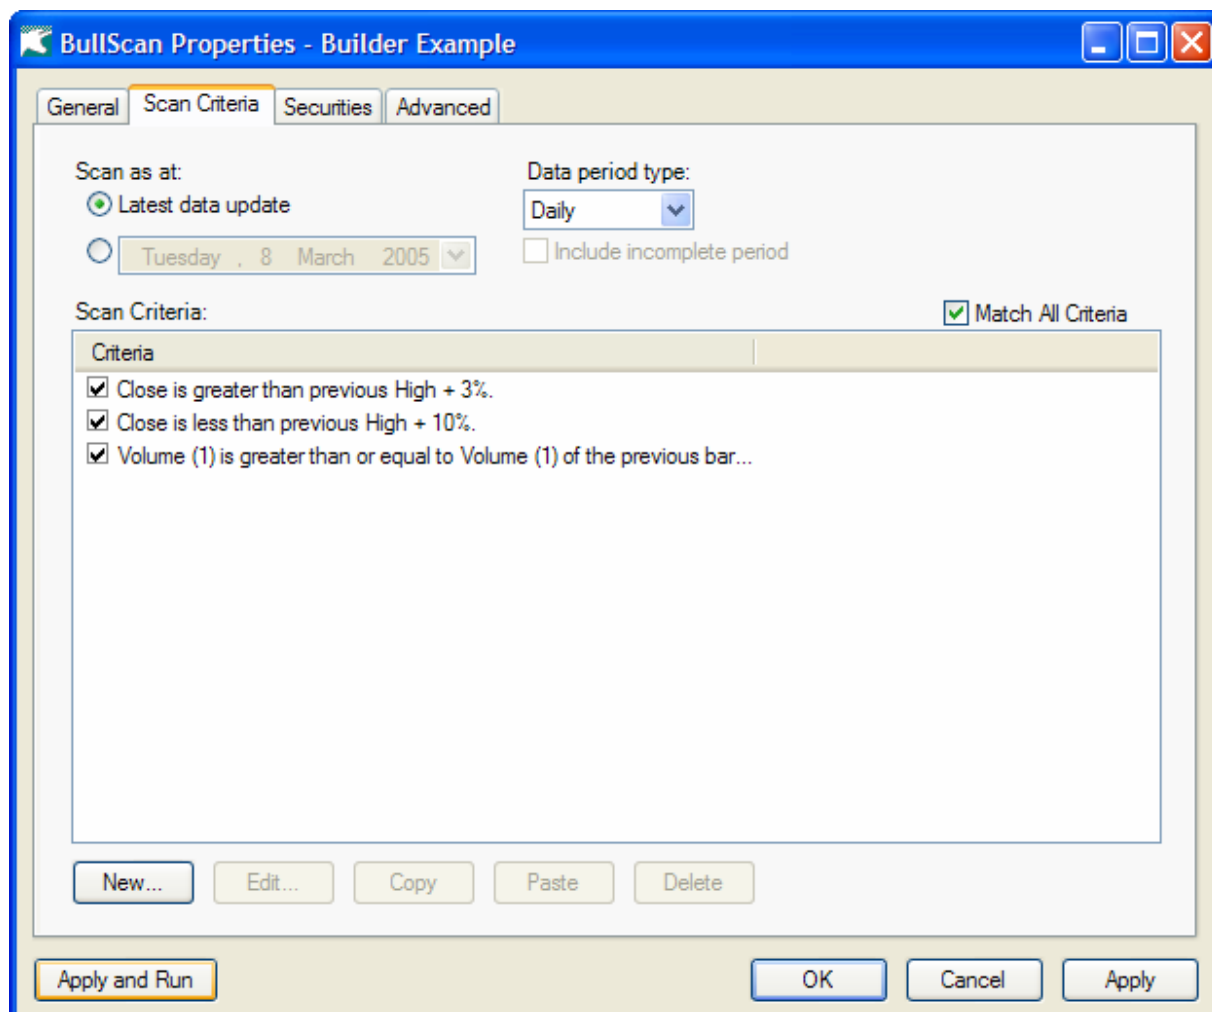 BullScan Properties - Builder Example
General Scan Criteria Securities Advanced
Scan as at: Data period type:
Latest data update Daily
Tuesday , 8 March 2005 Include incomplete period
Scan Criteria: Match All Criteria
Criteria
Close is greater than previous High + 3%.
Close is less than previous High + 10%.
Volume (1) is greater than or equal to Volume (1) of the previous bar...
New... Edit... Copy Paste Delete
Apply and Run OK Cancel Apply